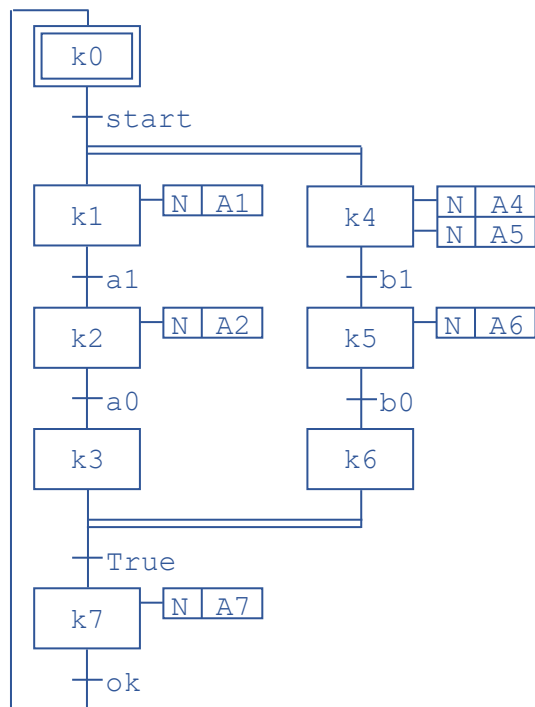 k0
start
k1 N A1
k4 N A4
N A5
a1
b1
k2 N A2
k5 N A6
a0
b0
k3
k6
True
k7 N A7
ok